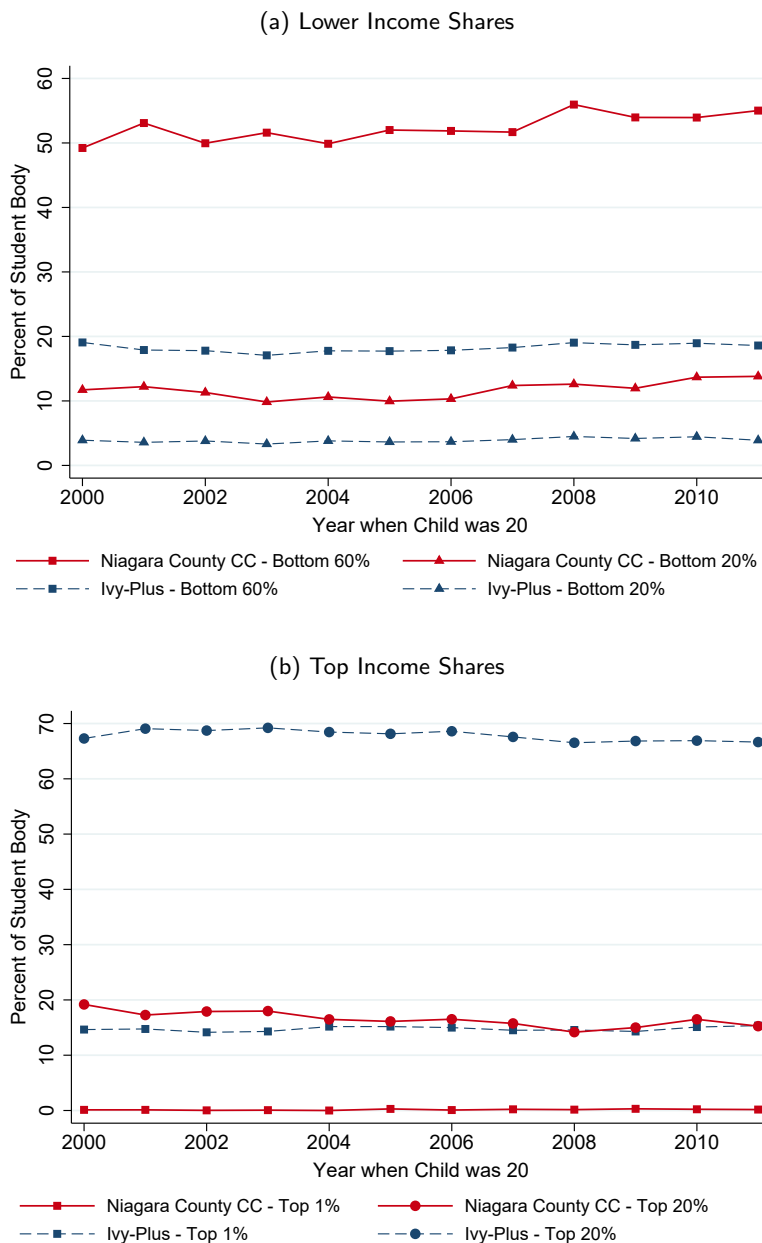 (a) Lower Income Shares
Percent of Student Body
60
50
40
30
20
10
0
2000 2002 2004 2006 2008 2010
Year when Child was 20
Niagara County CC - Bottom 60% Niagara County CC - Bottom 20%
Ivy-Plus - Bottom 60% Ivy-Plus - Bottom 20%
(b) Top Income Shares
Percent of Student Body
70
60
50
40
30
20
10
0
2000 2002 2004 2006 2008 2010
Year when Child was 20
Niagara County CC - Top 1% Niagara County CC - Top 20%
Ivy-Plus - Top 1% Ivy-Plus - Top 20%